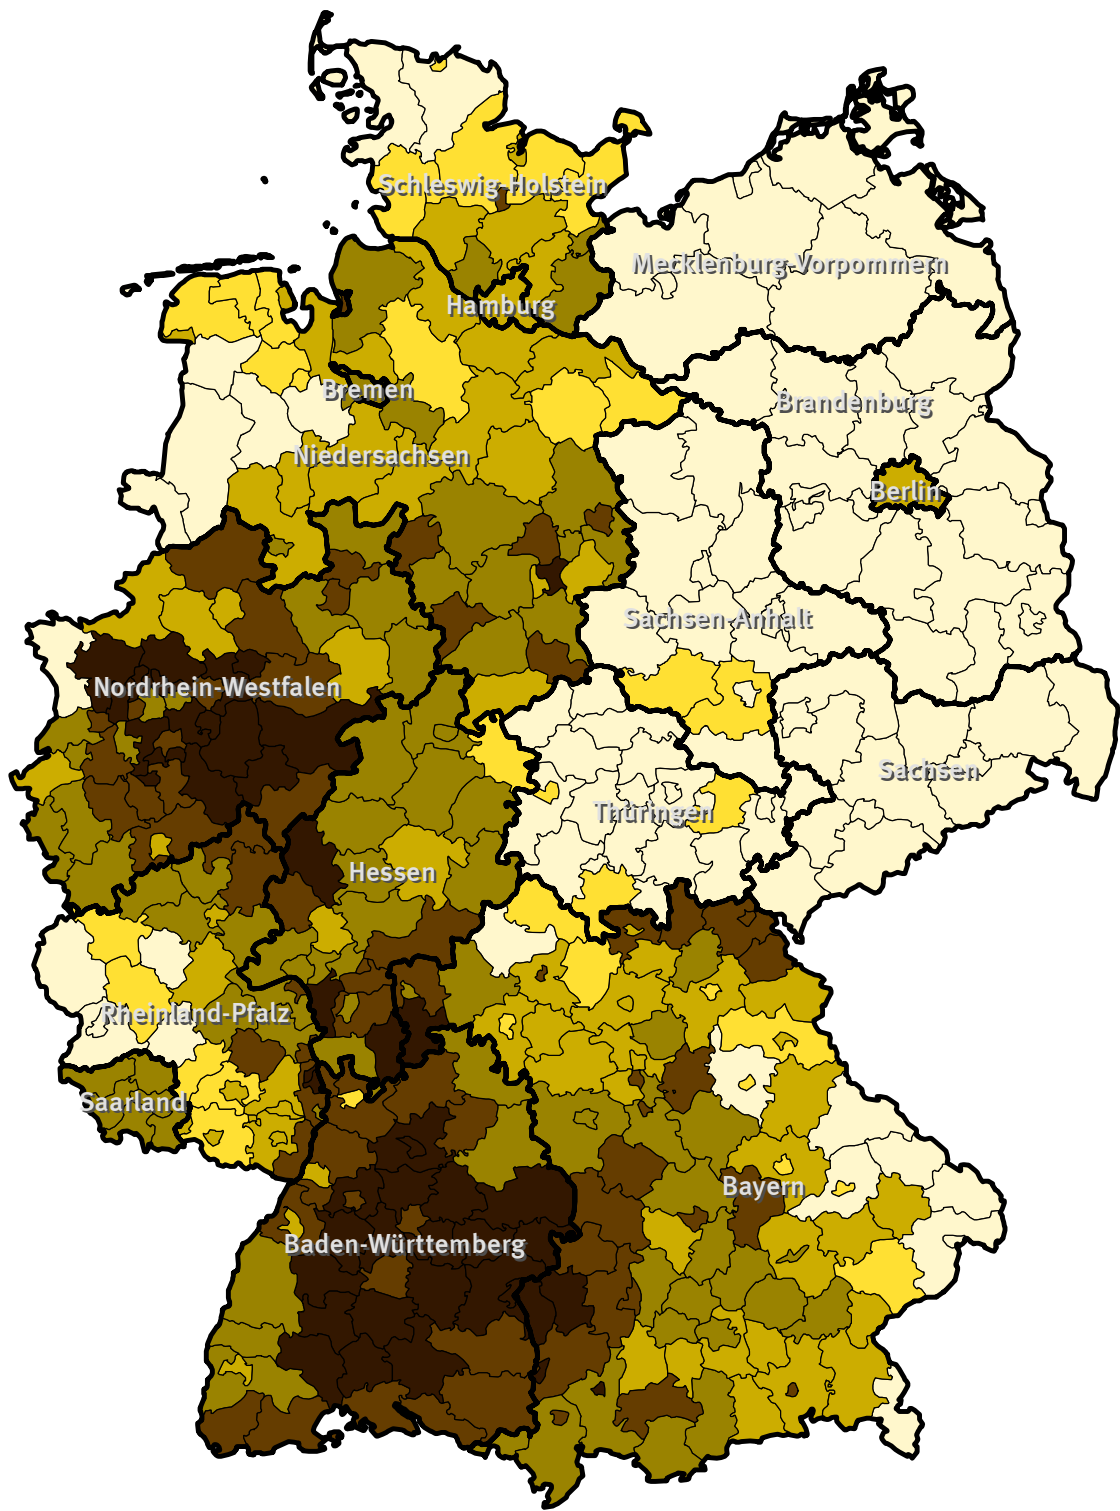 Schleswig-Holstein
Mecklenburg-Vorpommern
Hamburg
Bremen
Brandenburg
Niedersachsen
Berlin
Sachsen-Anhalt
Nordrhein-Westfalen
Sachsen
Thüringen
Hessen
Rheinland-Pfalz
Saarland
Bayern
Baden-Württemberg